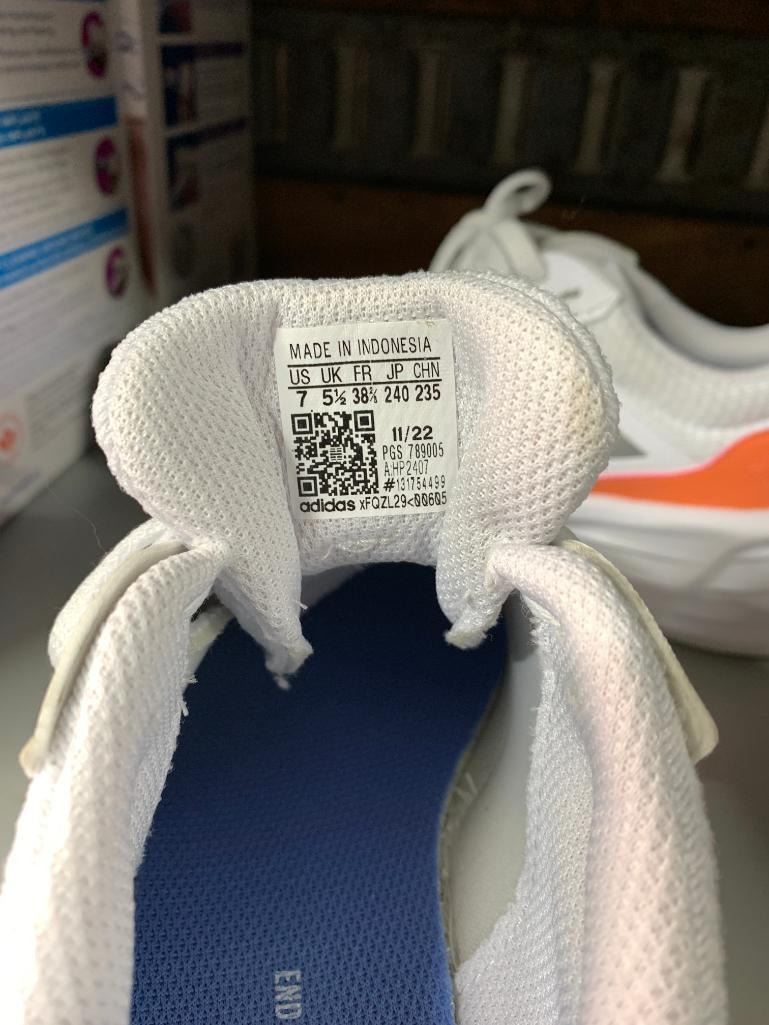 MADE IN INDONESIA
US UK FR JP CHN
7 5½ 38⅔ 240 235
11/22
PGS 789005
A:HP2407
#131754499
adidas xFQZL29<00605
END